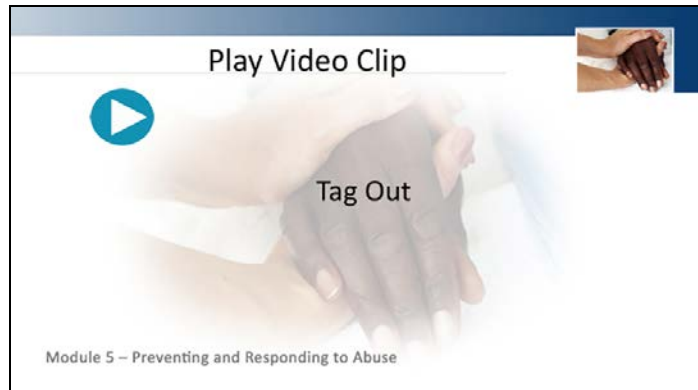 Play Video Clip
Tag Out
Module 5 – Preventing and Responding to Abuse